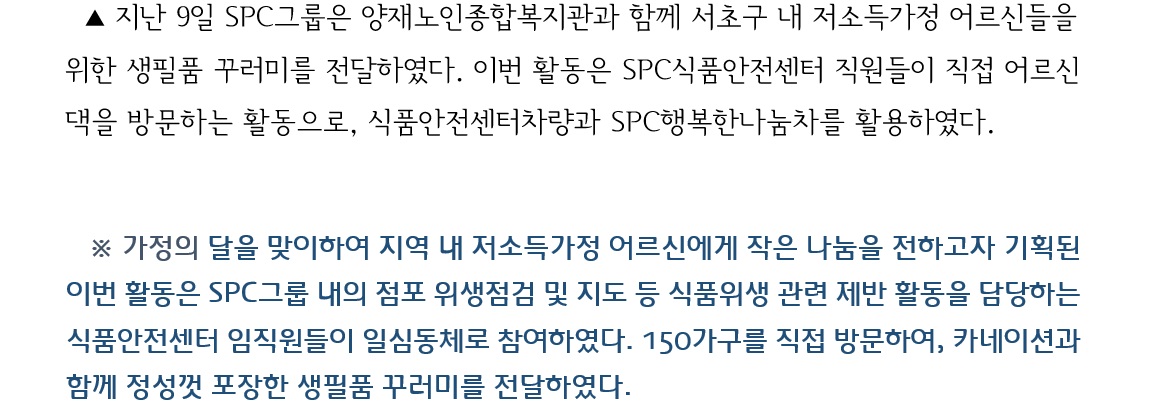 ▲ 지난 9일 SPC그룹은 양재노인종합복지관과 함께 서초구 내 저소득가정 어르신들을
위한 생필품 꾸러미를 전달하였다. 이번 활동은 SPC식품안전센터 직원들이 직접 어르신
댁을 방문하는 활동으로, 식품안전센터차량과 SPC행복한나눔차를 활용하였다.
※ 가정의 달을 맞이하여 지역 내 저소득가정 어르신에게 작은 나눔을 전하고자 기획된
이번 활동은 SPC그룹 내의 점포 위생점검 및 지도 등 식품위생 관련 제반 활동을 담당하는
식품안전센터 임직원들이 일심동체로 참여하였다. 150가구를 직접 방문하여, 카네이션과
함께 정성껏 포장한 생필품 꾸러미를 전달하였다.